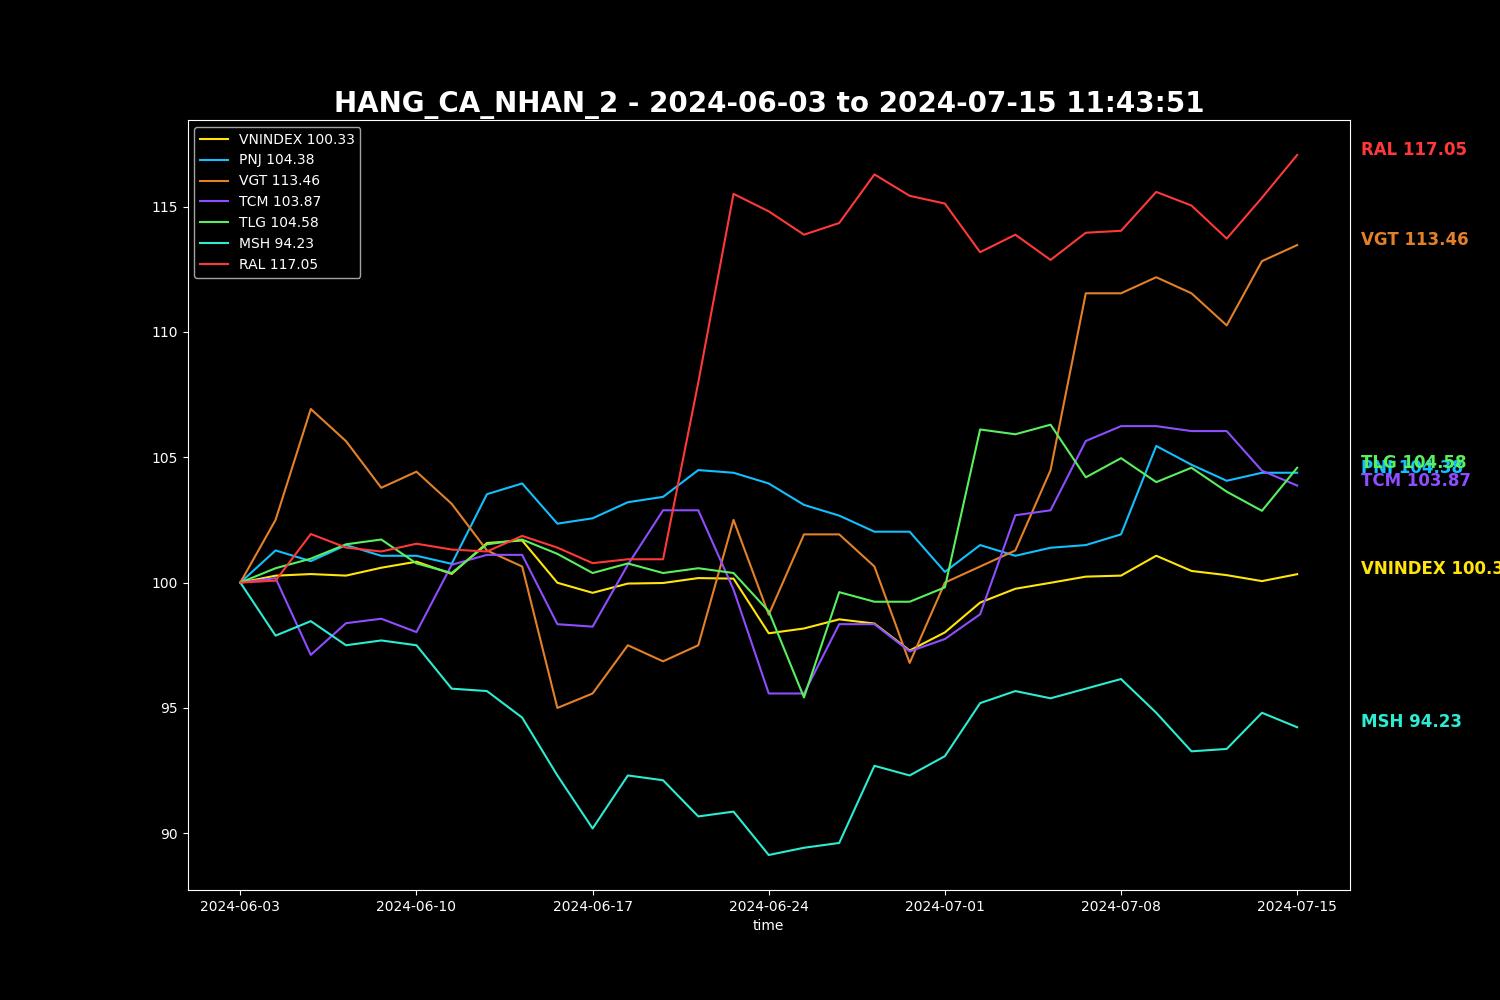 HANG_CA_NHAN_2 - 2024-06-03 to 2024-07-15 11:43:51
VNINDEX 100.33
PNJ 104.38
VGT 113.46
TCM 103.87
TLG 104.58
MSH 94.23
RAL 117.05
115
110
105
100
95
90
RAL 117.05
VGT 113.46
TLG 104.58
PNJ 104.38
TCM 103.87
VNINDEX 100.3
MSH 94.23
2024-06-03 2024-06-10 2024-06-17 2024-06-24 2024-07-01 2024-07-08 2024-07-15
time